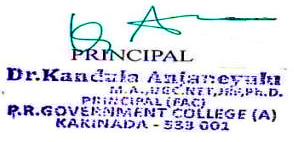 PRINCIPAL
Dr.Kandula Anjaneyulu
M.A.,UGC.NET,JRF,Ph.D.
PRINCIPAL (FAC)
P.R.GOVERNMENT COLLEGE (A)
KAKINADA - 533 001